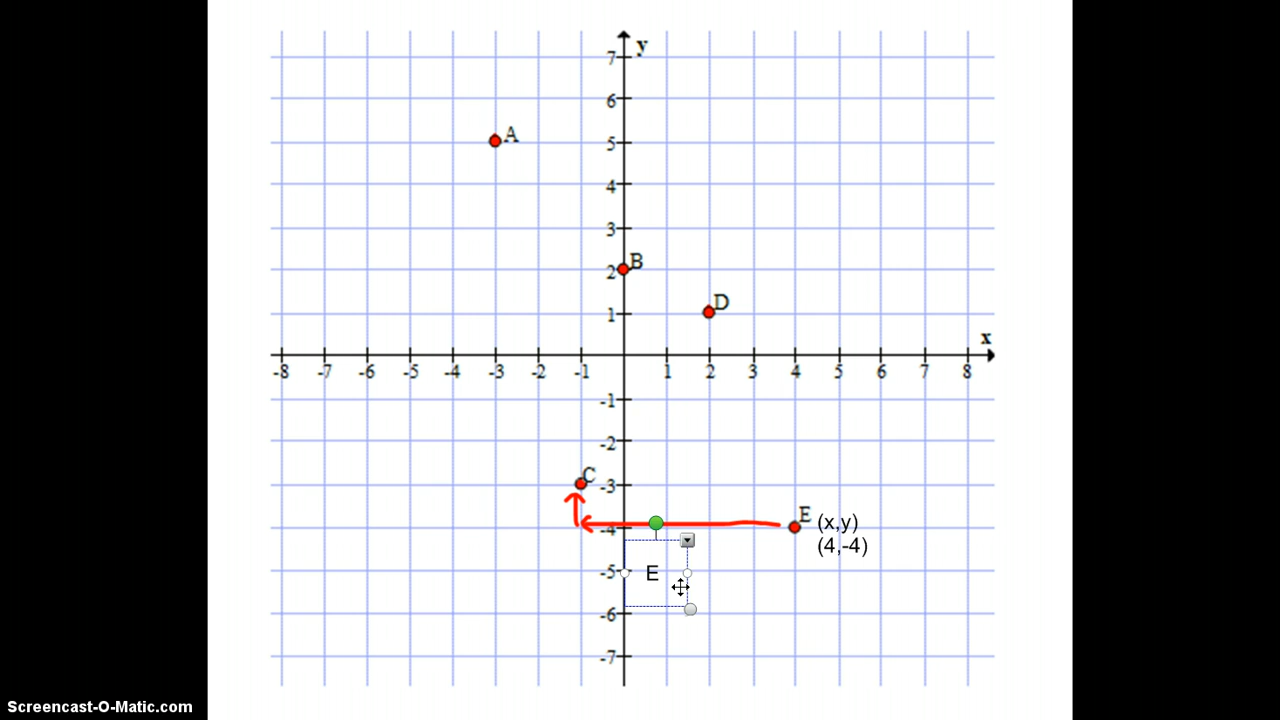 y
7
6
A
5
4
3
B
2
D
1
x
-8 -7 -6 -5 -4 -3 -2 -1 1 2 3 4 5 6 7 8
-1
-2
C
-3
E (x,y)
-4
(4,-4)
-5 E
-6
-7
Screencast-O-Matic.com